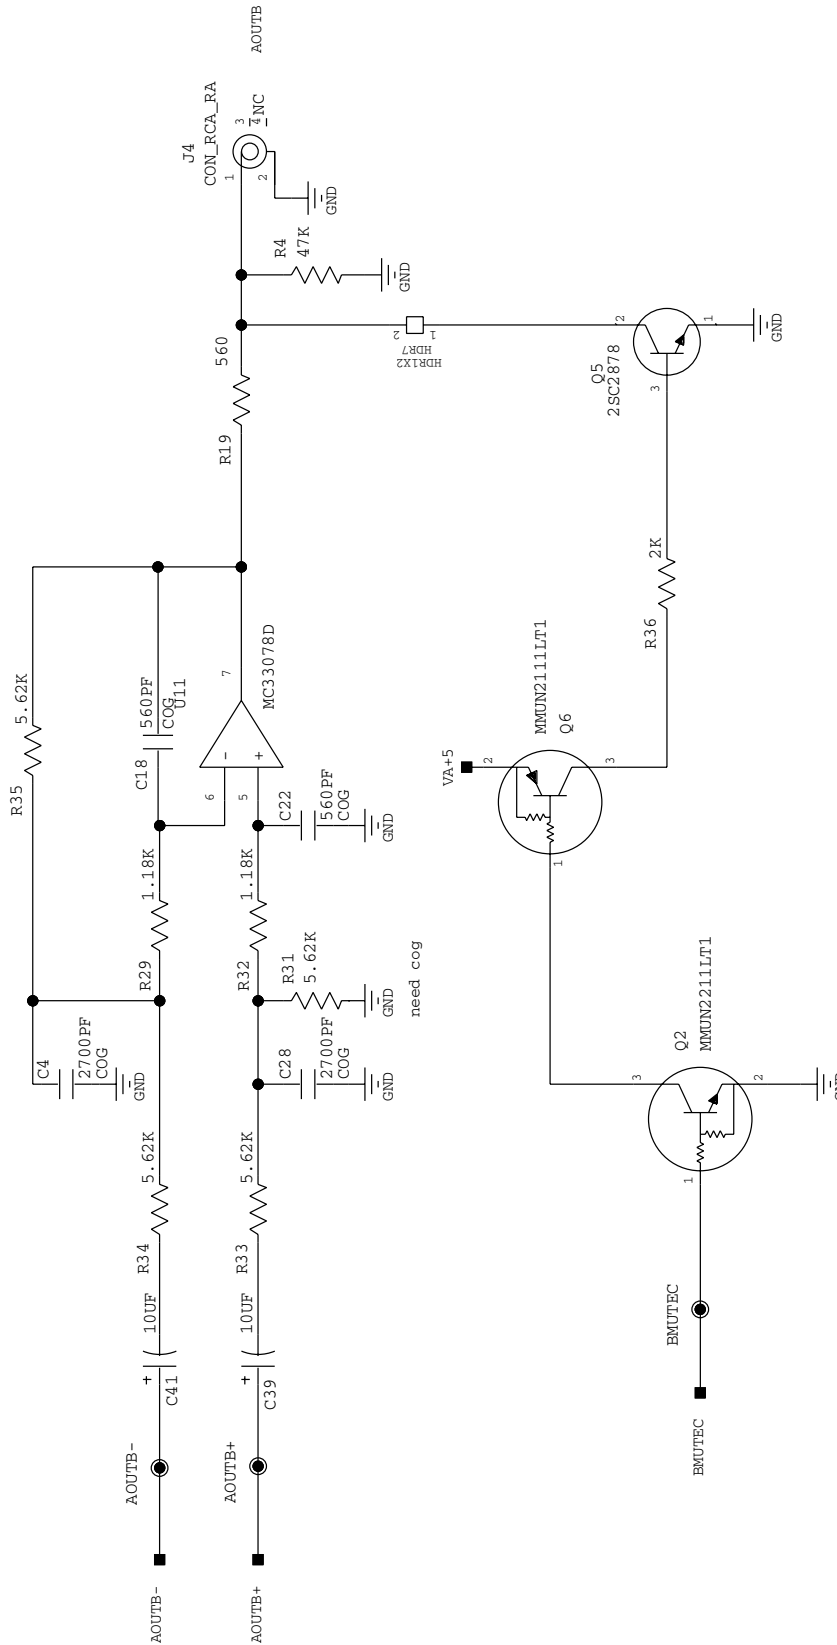 AOUTB
J4
CON_RCA_RA
3
4
NC
1
2
GND
R4
47K
GND
560
R19
2
1
HDR7
HDR1X2
2
1
GND
Q5
2SC2878
3
R35
5.62K
C18
560PF
COG
U11
7
MC33078D
-
+
6
5
C22
560PF
COG
GND
R29
1.18K
R32
1.18K
R31
5.62K
GND
need cog
C4
2700PF
COG
GND
C28
2700PF
COG
GND
R34
5.62K
R33
5.62K
10UF
+
C41
10UF
+
C39
AOUTB-
AOUTB+
AOUTB-
AOUTB+
R36
2K
MMUN2111LT1
Q6
VA+5
2
3
1
Q2
MMUN2211LT1
3
2
1
GND
BMUTEC
BMUTEC